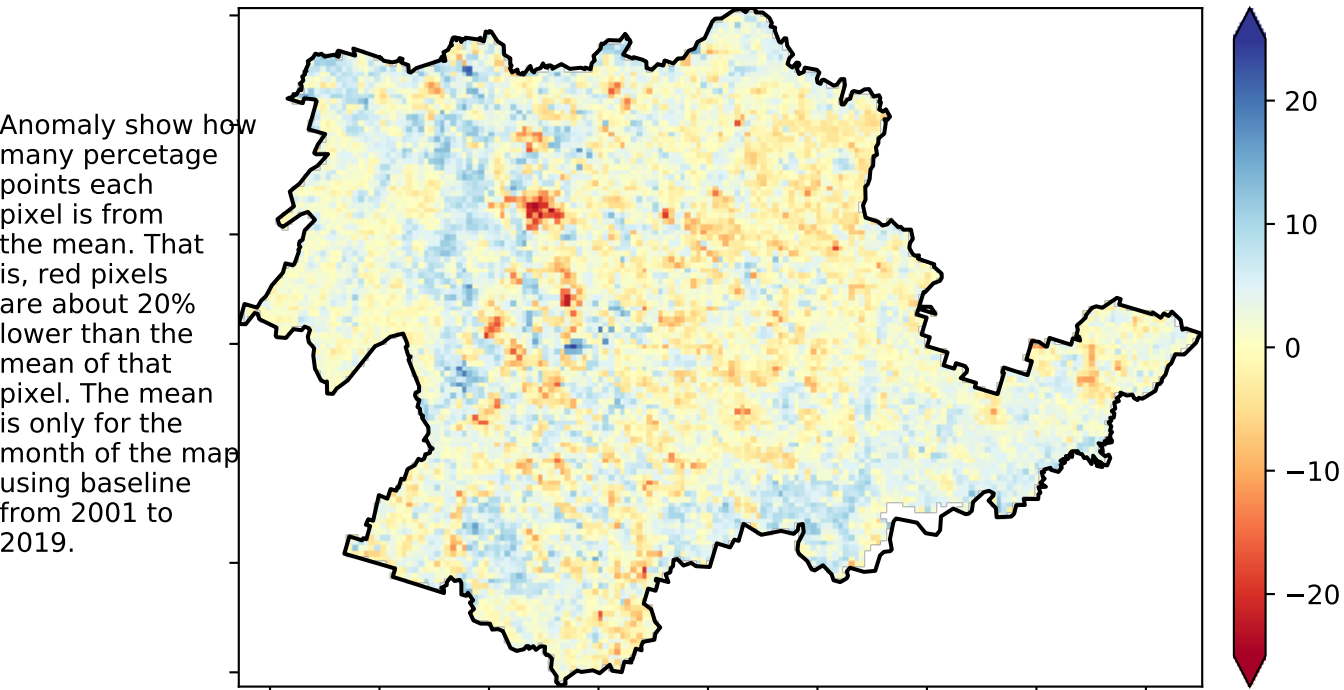 Anomaly show how
many percetage
points each
pixel is from
the mean. That
is, red pixels
are about 20%
lower than the
mean of that
pixel. The mean
is only for the
month of the map
using baseline
from 2001 to
2019.
20
10
0
−10
−20